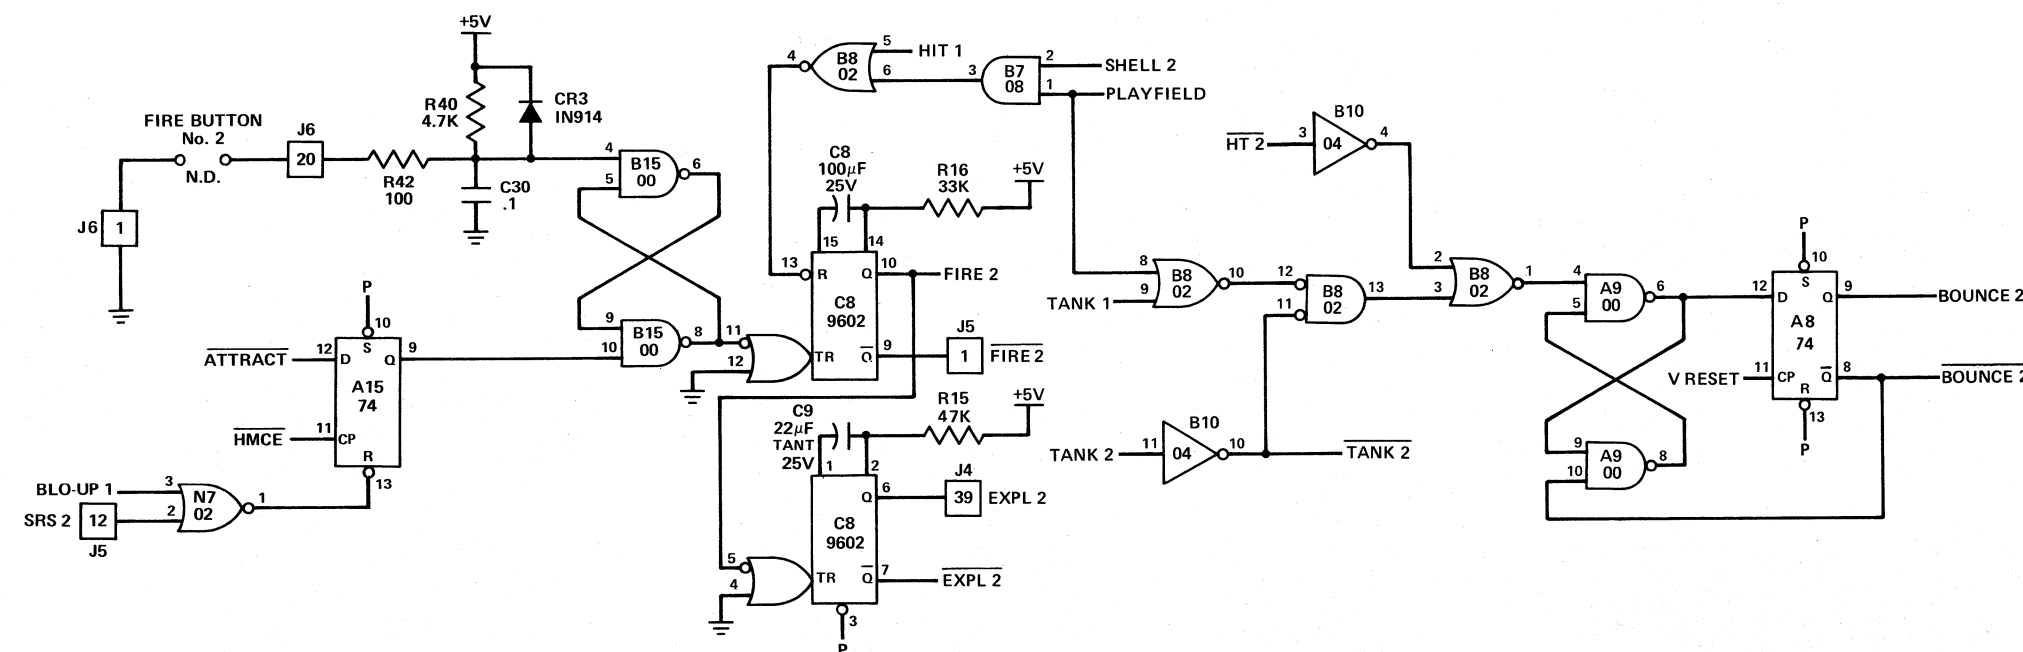 +5V
R40
4.7K
CR3
IN914
FIRE BUTTON
No. 2
N.D.
J6
20
R42
100
C30
.1
J6
1
4
5
B15
00
6
9
10
B15
00
8
P
10
S
ATTRACT
12
D
Q
9
A15
74
HMCE
11
CP
R
13
BLO-UP 1
3
SRS 2
12
J5
2
N7
02
1
4
B8
02
5
HIT 1
6
3
B7
08
2
SHELL 2
1
PLAYFIELD
C8
100μF
25V
R16
33K
+5V
15
14
13
R
Q
10
FIRE 2
C8
9602
11
12
TR
Q
9
J5
1
FIRE 2
C9
22μF
TANT
25V
R15
47K
+5V
1
2
Q
6
J4
39
EXPL 2
C8
9602
5
4
TR
Q
7
EXPL 2
3
P
HT 2
3
B10
04
4
8
TANK 1
9
B8
02
10
12
11
B8
02
13
2
3
B8
02
1
TANK 2
11
B10
04
10
TANK 2
4
5
A9
00
6
9
10
A9
00
8
P
10
S
12
D
Q
9
BOUNCE 2
A8
74
V RESET
11
CP
Q
8
BOUNCE 2
R
13
P